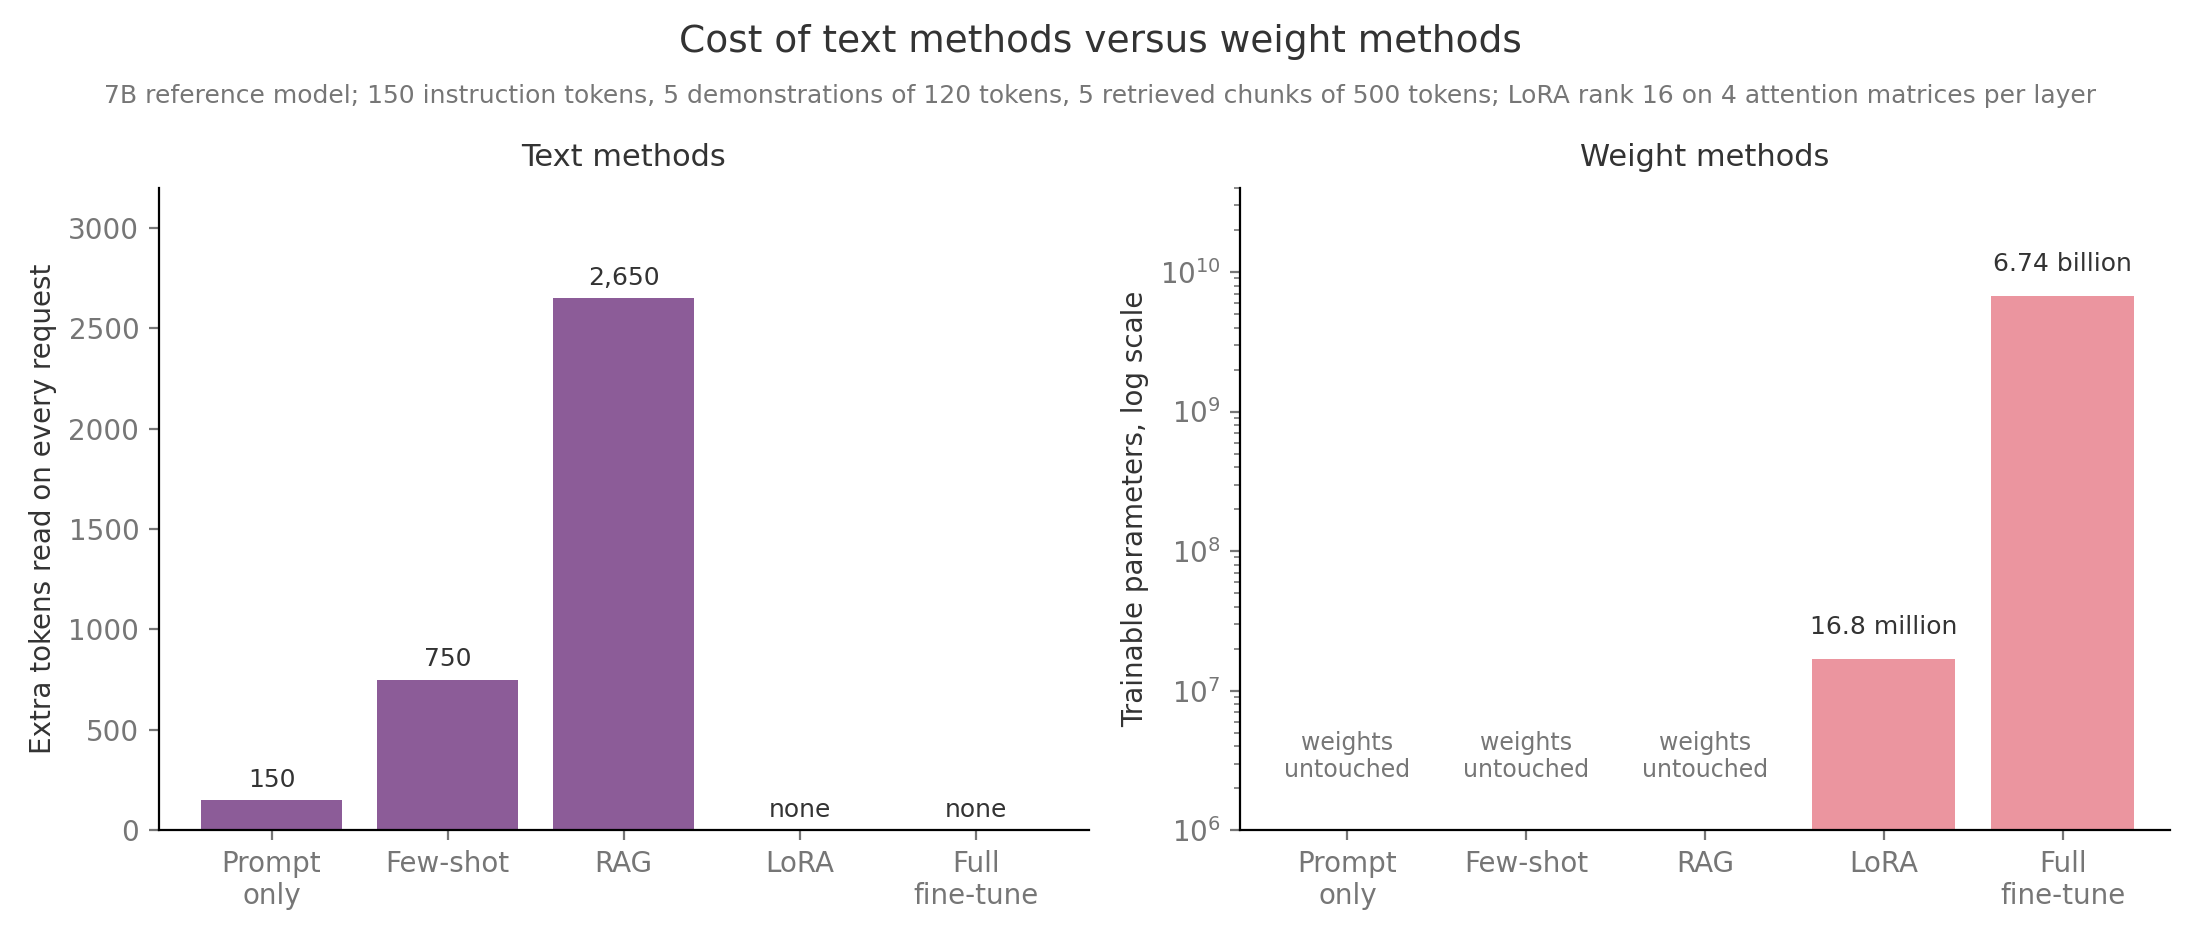 Cost of text methods versus weight methods
7B reference model; 150 instruction tokens, 5 demonstrations of 120 tokens, 5 retrieved chunks of 500 tokens; LoRA rank 16 on 4 attention matrices per layer
Text methods
Extra tokens read on every request
3000
2500
2000
1500
1000
500
0
150
750
2,650
none
none
Prompt
only
Few-shot
RAG
LoRA
Full
fine-tune
Weight methods
Trainable parameters, log scale
10¹⁰
10⁹
10⁸
10⁷
10⁶
weights
untouched
weights
untouched
weights
untouched
16.8 million
6.74 billion
Prompt
only
Few-shot
RAG
LoRA
Full
fine-tune